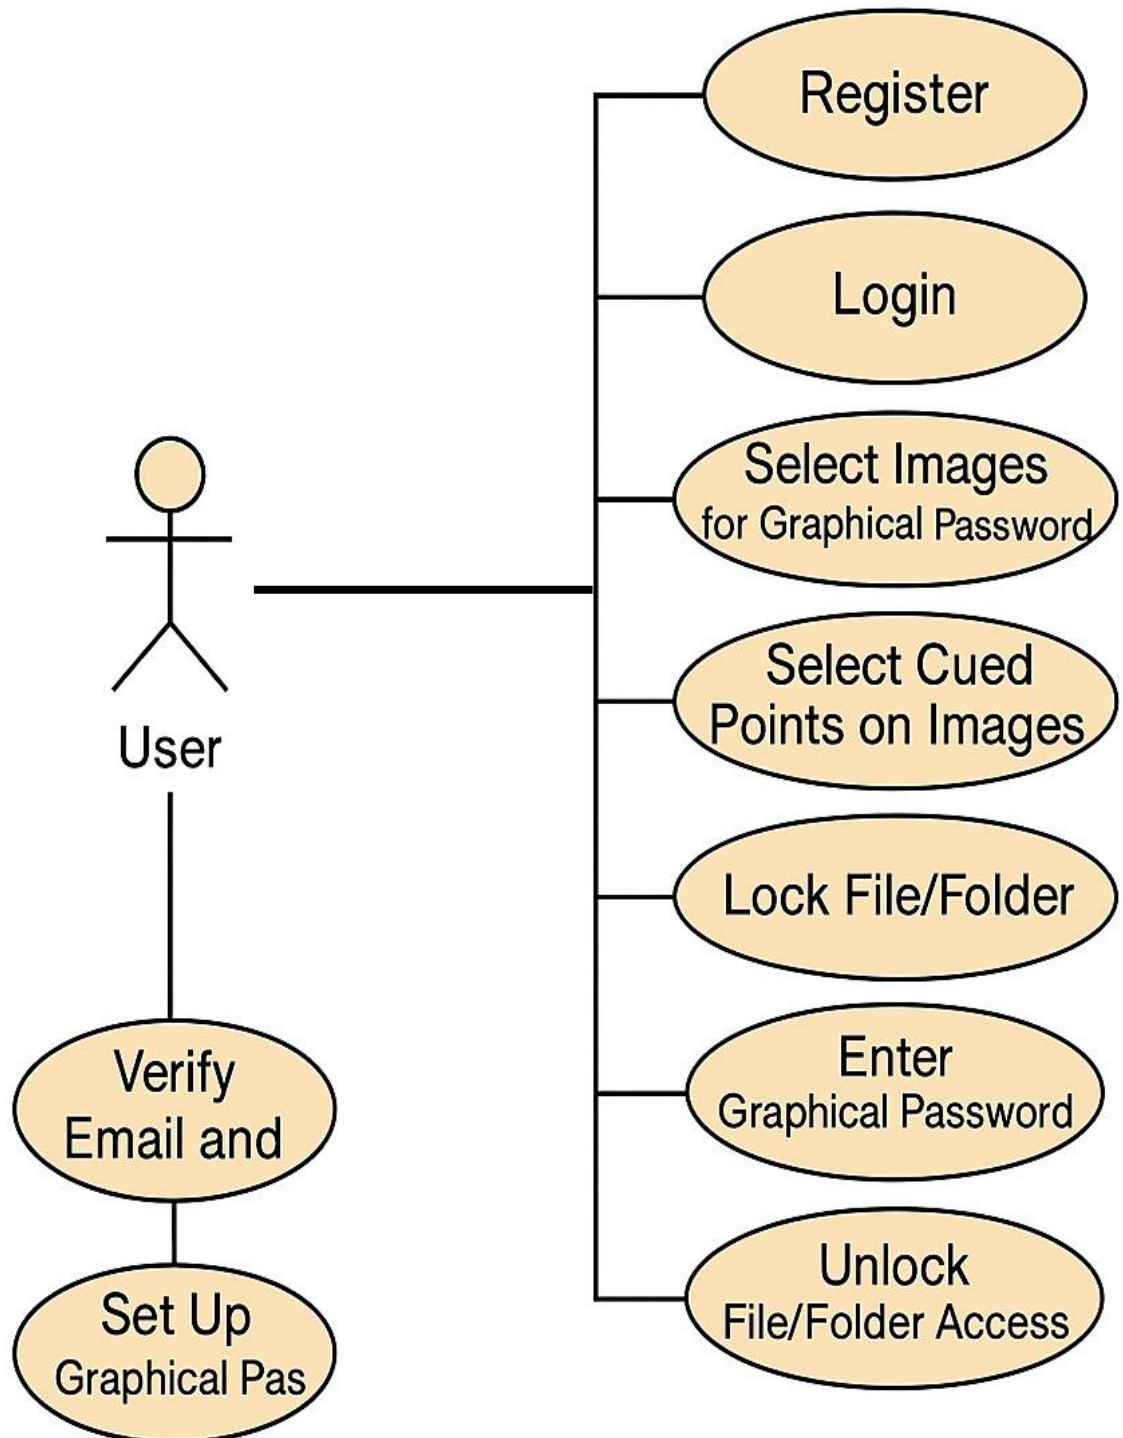 Register
Login
Select Images
for Graphical Password
Select Cued
Points on Images
User
Lock File/Folder
Enter
Graphical Password
Verify
Email and
Unlock
File/Folder Access
Set Up
Graphical Pas